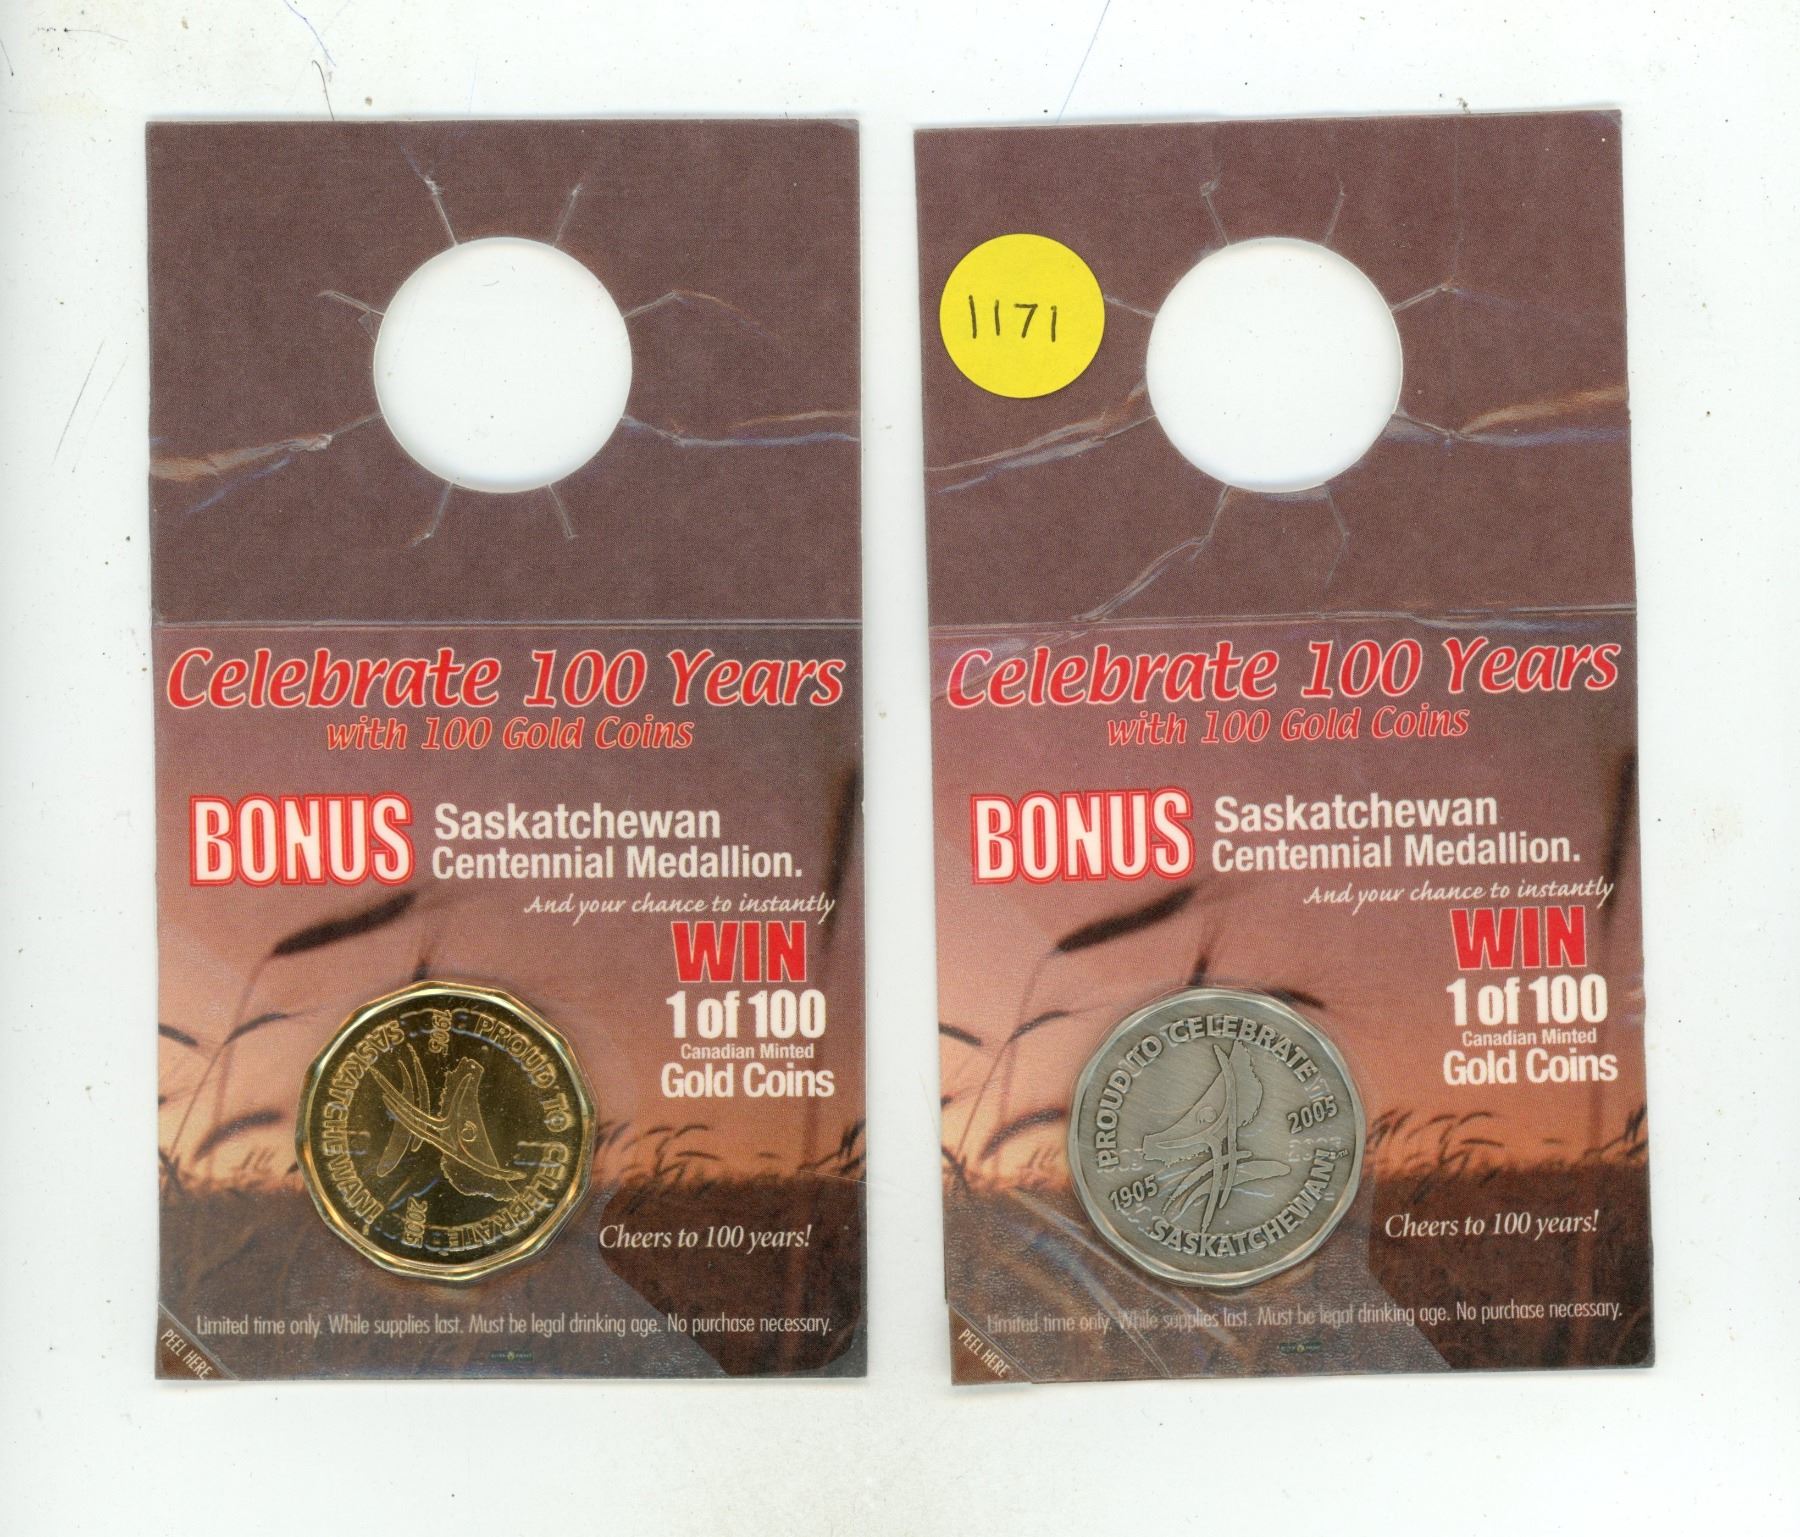 Celebrate 100 Years
with 100 Gold Coins
BONUS
Saskatchewan
Centennial Medallion.
And your chance to instantly
WIN
1 of 100
Canadian Minted
Gold Coins
1905
PROUD TO CELEBRATE
2005
SASKATCHEWAN
Cheers to 100 years!
Limited time only. While supplies last. Must be legal drinking age. No purchase necessary.
PEEL HERE
1171
Celebrate 100 Years
with 100 Gold Coins
BONUS
Saskatchewan
Centennial Medallion.
And your chance to instantly
WIN
1 of 100
Canadian Minted
Gold Coins
PROUD TO CELEBRATE
2005
1905
SASKATCHEWAN
Cheers to 100 years!
Limited time only. While supplies last. Must be legal drinking age. No purchase necessary.
PEEL HERE